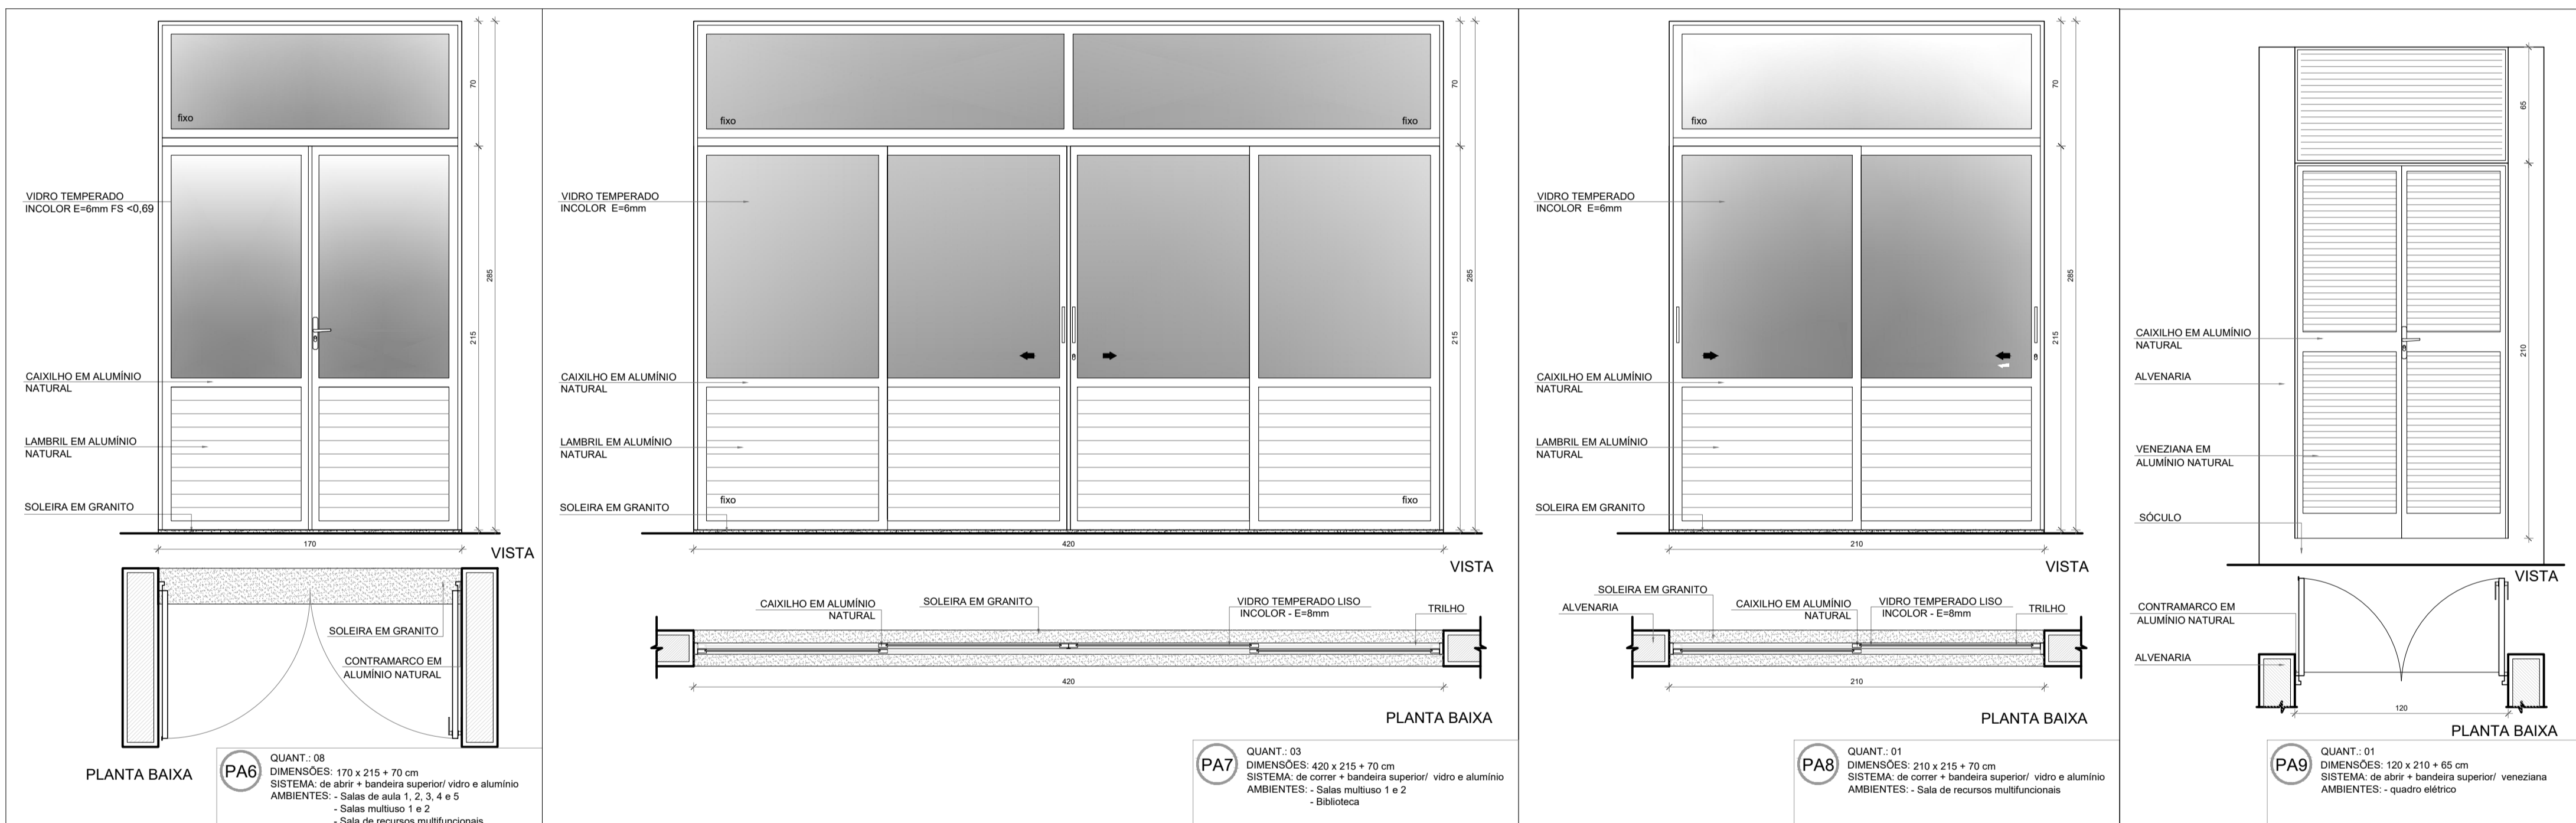 fixo
70
285
215
VIDRO TEMPERADO
INCOLOR E=6mm FS <0,69
CAIXILHO EM ALUMÍNIO
NATURAL
LAMBRIL EM ALUMÍNIO
NATURAL
SOLEIRA EM GRANITO
170
VISTA
SOLEIRA EM GRANITO
CONTRAMARCO EM
ALUMÍNIO NATURAL
PLANTA BAIXA
PA6
QUANT.: 08
DIMENSÕES: 170 x 215 + 70 cm
SISTEMA: de abrir + bandeira superior/ vidro e alumínio
AMBIENTES: - Salas de aula 1, 2, 3, 4 e 5
- Salas multiuso 1 e 2
- Sala de recursos multifuncionais
fixo
fixo
70
285
215
VIDRO TEMPERADO
INCOLOR E=6mm
CAIXILHO EM ALUMÍNIO
NATURAL
LAMBRIL EM ALUMÍNIO
NATURAL
fixo
fixo
SOLEIRA EM GRANITO
420
VISTA
CAIXILHO EM ALUMÍNIO
NATURAL
SOLEIRA EM GRANITO
VIDRO TEMPERADO LISO
INCOLOR - E=8mm
TRILHO
420
PLANTA BAIXA
PA7
QUANT.: 03
DIMENSÕES: 420 x 215 + 70 cm
SISTEMA: de correr + bandeira superior/ vidro e alumínio
AMBIENTES: - Salas multiuso 1 e 2
- Biblioteca
fixo
70
285
215
VIDRO TEMPERADO
INCOLOR E=6mm
CAIXILHO EM ALUMÍNIO
NATURAL
LAMBRIL EM ALUMÍNIO
NATURAL
SOLEIRA EM GRANITO
210
VISTA
SOLEIRA EM GRANITO
ALVENARIA
CAIXILHO EM ALUMÍNIO
NATURAL
VIDRO TEMPERADO LISO
INCOLOR - E=8mm
TRILHO
210
PLANTA BAIXA
PA8
QUANT.: 01
DIMENSÕES: 210 x 215 + 70 cm
SISTEMA: de correr + bandeira superior/ vidro e alumínio
AMBIENTES: - Sala de recursos multifuncionais
65
210
CAIXILHO EM ALUMÍNIO
NATURAL
ALVENARIA
VENEZIANA EM
ALUMÍNIO NATURAL
SÓCULO
VISTA
CONTRAMARCO EM
ALUMÍNIO NATURAL
ALVENARIA
120
PLANTA BAIXA
PA9
QUANT.: 01
DIMENSÕES: 120 x 210 + 65 cm
SISTEMA: de abrir + bandeira superior/ veneziana
AMBIENTES: - quadro elétrico